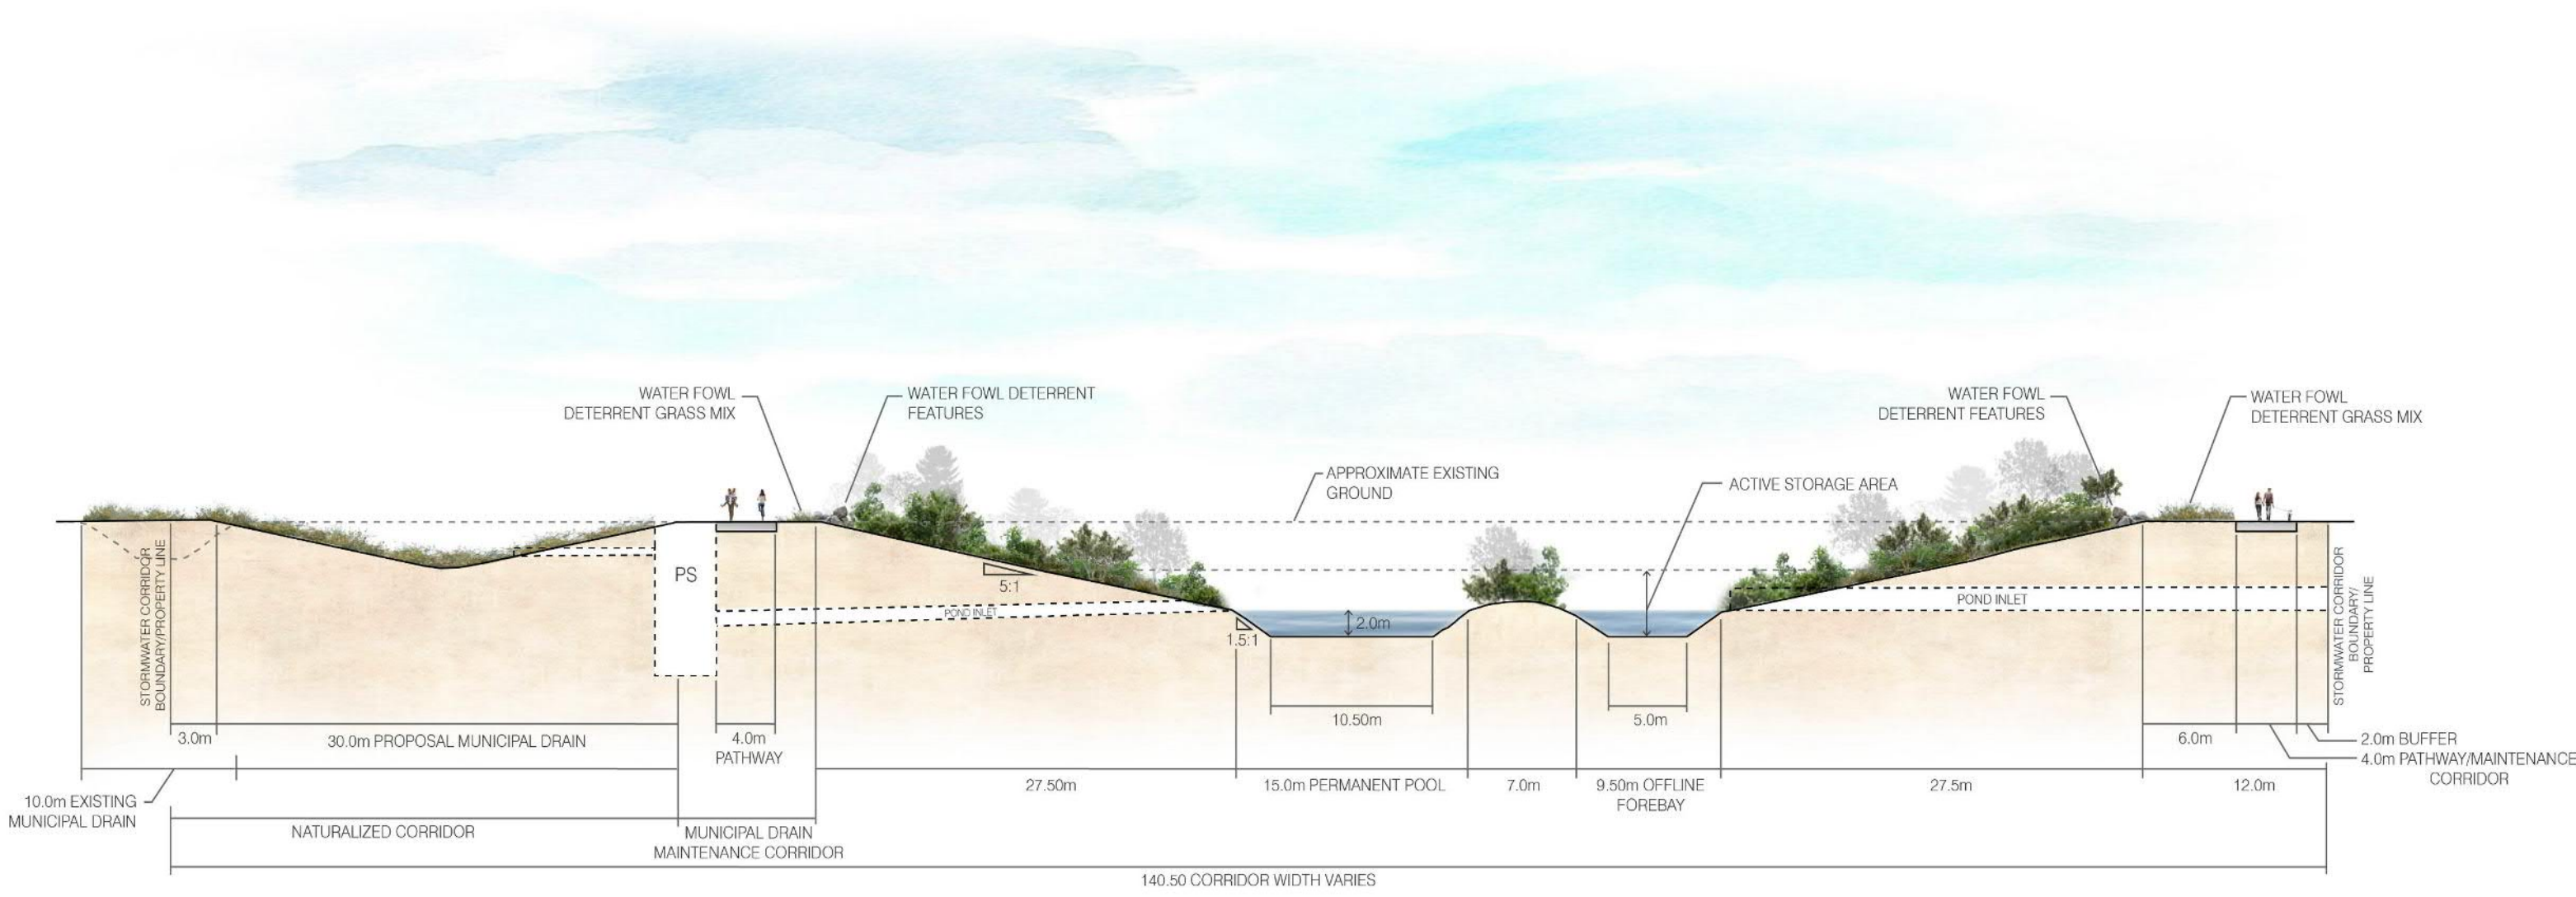 WATER FOWL
DETERRENT GRASS MIX
WATER FOWL DETERRENT
FEATURES
WATER FOWL
DETERRENT FEATURES
WATER FOWL
DETERRENT GRASS MIX
APPROXIMATE EXISTING
GROUND
ACTIVE STORAGE AREA
STORMWATER CORRIDOR
BOUNDARY/PROPERTY LINE
PS
5:1
POND INLET
1.5:1
2.0m
POND INLET
STORMWATER CORRIDOR
BOUNDARY/
PROPERTY LINE
3.0m
30.0m PROPOSAL MUNICIPAL DRAIN
4.0m
PATHWAY
10.50m
5.0m
6.0m
2.0m BUFFER
4.0m PATHWAY/MAINTENANCE
CORRIDOR
10.0m EXISTING
MUNICIPAL DRAIN
27.50m
15.0m PERMANENT POOL
7.0m
9.50m OFFLINE
FOREBAY
27.5m
12.0m
NATURALIZED CORRIDOR
MUNICIPAL DRAIN
MAINTENANCE CORRIDOR
140.50 CORRIDOR WIDTH VARIES